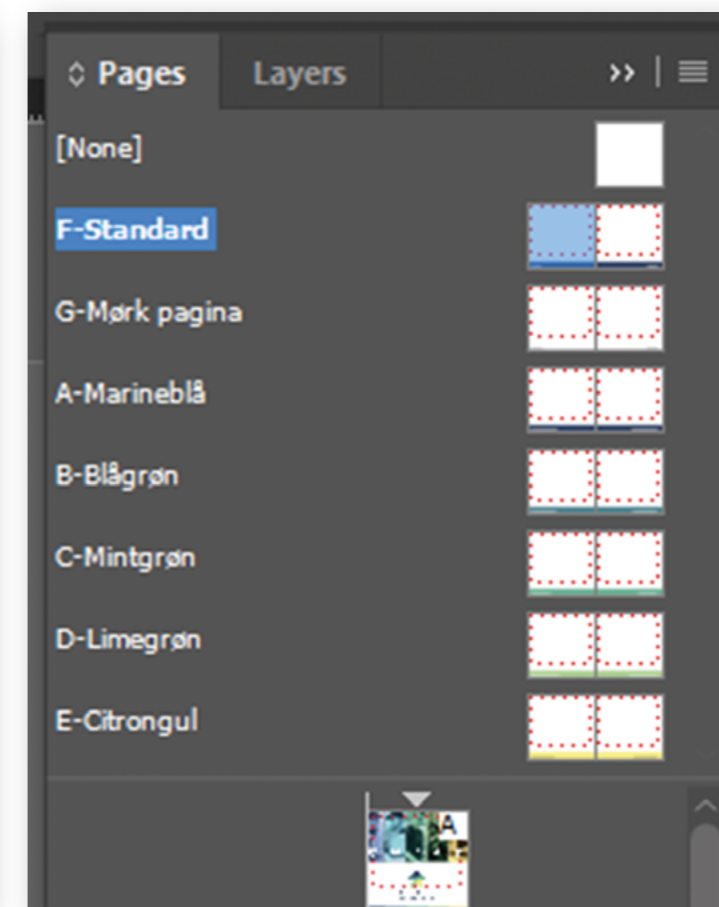 Pages Layers
[None]
F-Standard
G-Mørk pagina
A-Marineblå
B-Blågrøn
C-Mintgrøn
D-Limegrøn
E-Citrongul
A